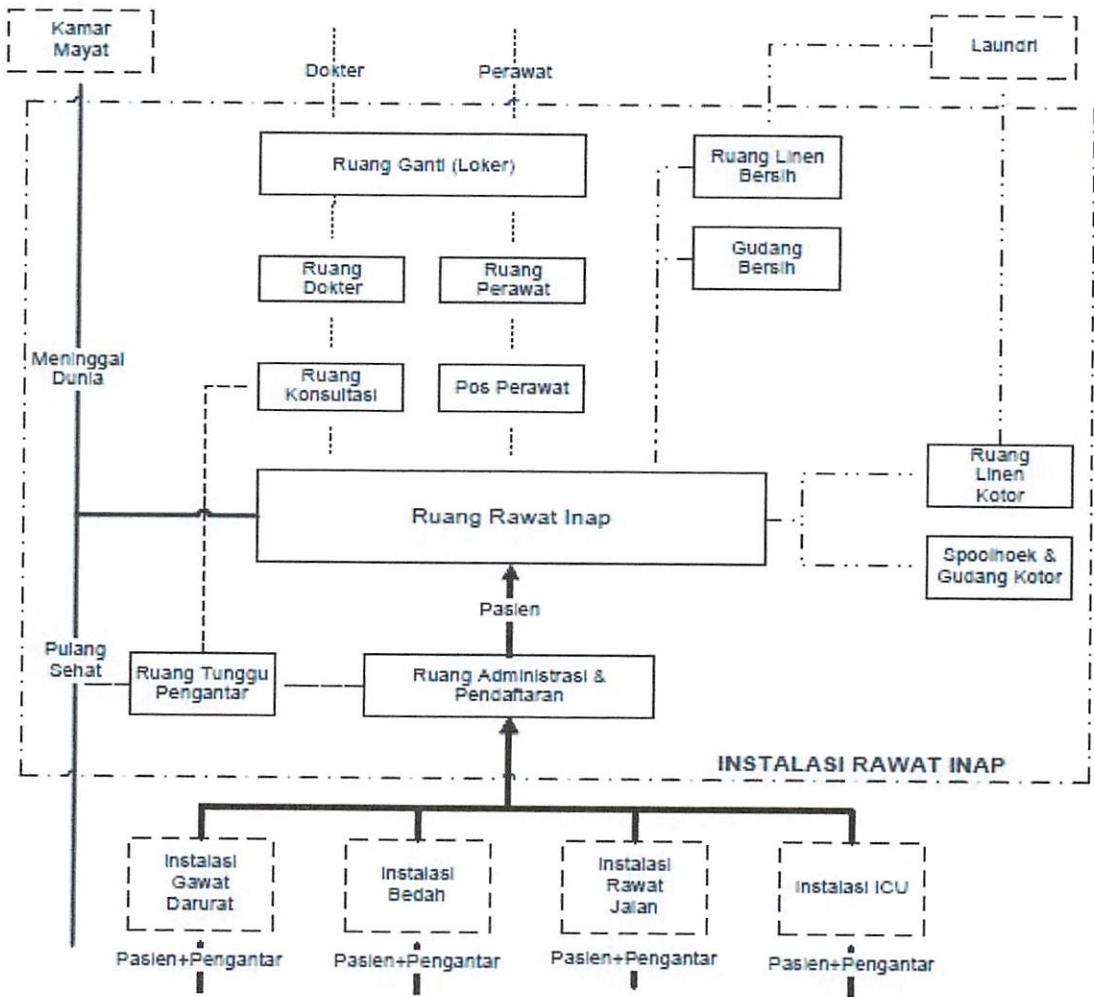 Kamar
Mayat
Laundri
Dokter
Perawat
Ruang Ganti (Loker)
Ruang Linen
Bersih
Ruang
Dokter
Ruang
Perawat
Gudang
Bersih
Meninggal
Dunia
Ruang
Konsultasi
Pos Perawat
Ruang
Linen
Kotor
Ruang Rawat Inap
Spoolhoek &
Gudang Kotor
Pasien
Pulang
Sehat
Ruang Tunggu
Pengantar
Ruang Administrasi &
Pendaftaran
INSTALASI RAWAT INAP
Instalasi
Gawat
Darurat
Instalasi
Bedah
Instalasi
Rawat
Jalan
Instalasi ICU
Pasien+Pengantar
Pasien+Pengantar
Pasien+Pengantar
Pasien+Pengantar